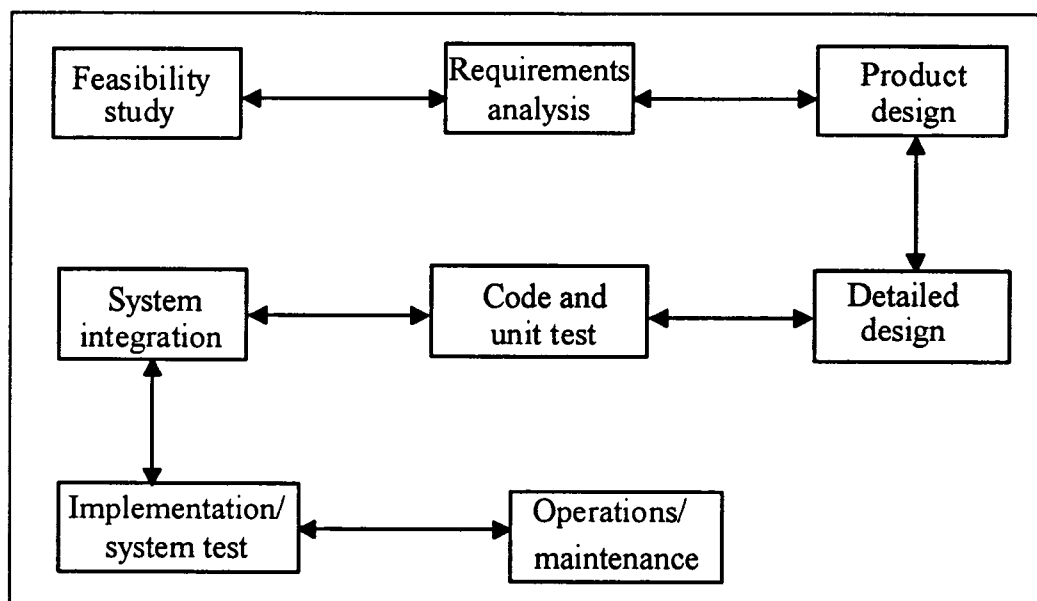 Feasibility
study
Requirements
analysis
Product
design
System
integration
Code and
unit test
Detailed
design
Implementation/
system test
Operations/
maintenance